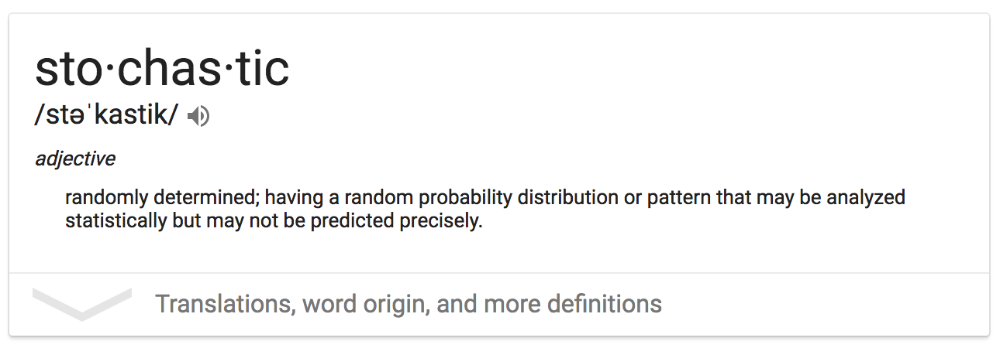 sto·chas·tic
/stəˈkastik/
adjective
randomly determined; having a random probability distribution or pattern that may be analyzed
statistically but may not be predicted precisely.
Translations, word origin, and more definitions